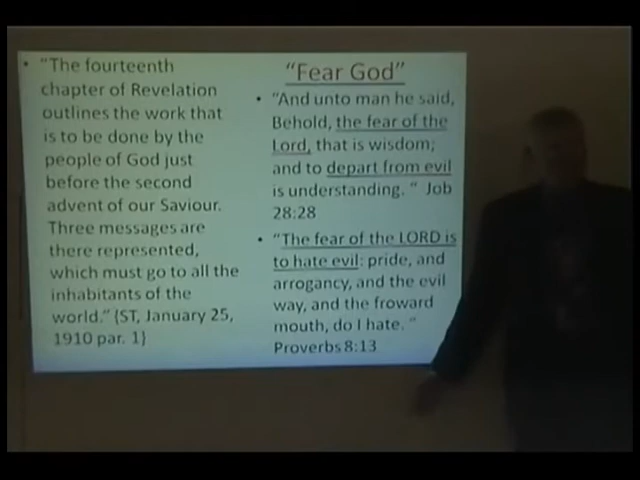 • "The fourteenth
chapter of Revelation
outlines the work that
is to be done by the
people of God just
before the second
advent of our Saviour.
Three messages are
there represented,
which must go to all the
inhabitants of the
world." {ST, January 25,
1910 par. 1}
"Fear God"
• "And unto man he said,
Behold, the fear of the
Lord, that is wisdom;
and to depart from evil
is understanding. " Job
28:28
• "The fear of the LORD is
to hate evil: pride, and
arrogancy, and the evil
way, and the froward
mouth, do I hate. "
Proverbs 8:13